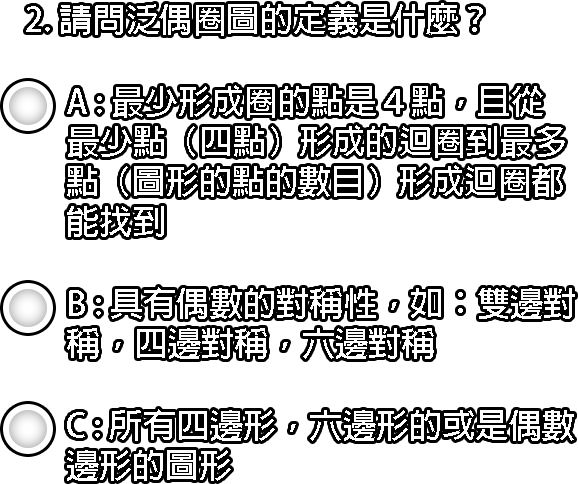 2. 請問泛偶圈圖的定義是什麼？
A : 最少形成圈的點是４點，且從
最少點（四點）形成的迴圈到最多
點（圖形的點的數目）形成迴圈都
能找到
B : 具有偶數的對稱性，如：雙邊對
稱，四邊對稱，六邊對稱
C : 所有四邊形，六邊形的或是偶數
邊形的圖形